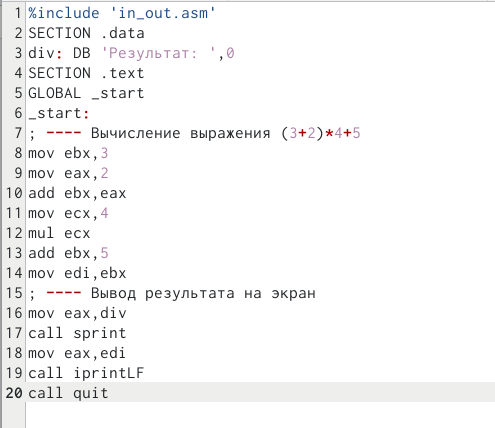 1 %include 'in_out.asm'
2 SECTION .data
3 div: DB 'Результат: ',0
4 SECTION .text
5 GLOBAL _start
6 _start:
7 ; ---- Вычисление выражения (3+2)*4+5
8 mov ebx,3
9 mov eax,2
10 add ebx,eax
11 mov ecx,4
12 mul ecx
13 add ebx,5
14 mov edi,ebx
15 ; ---- Вывод результата на экран
16 mov eax,div
17 call sprint
18 mov eax,edi
19 call iprintLF
20 call quit